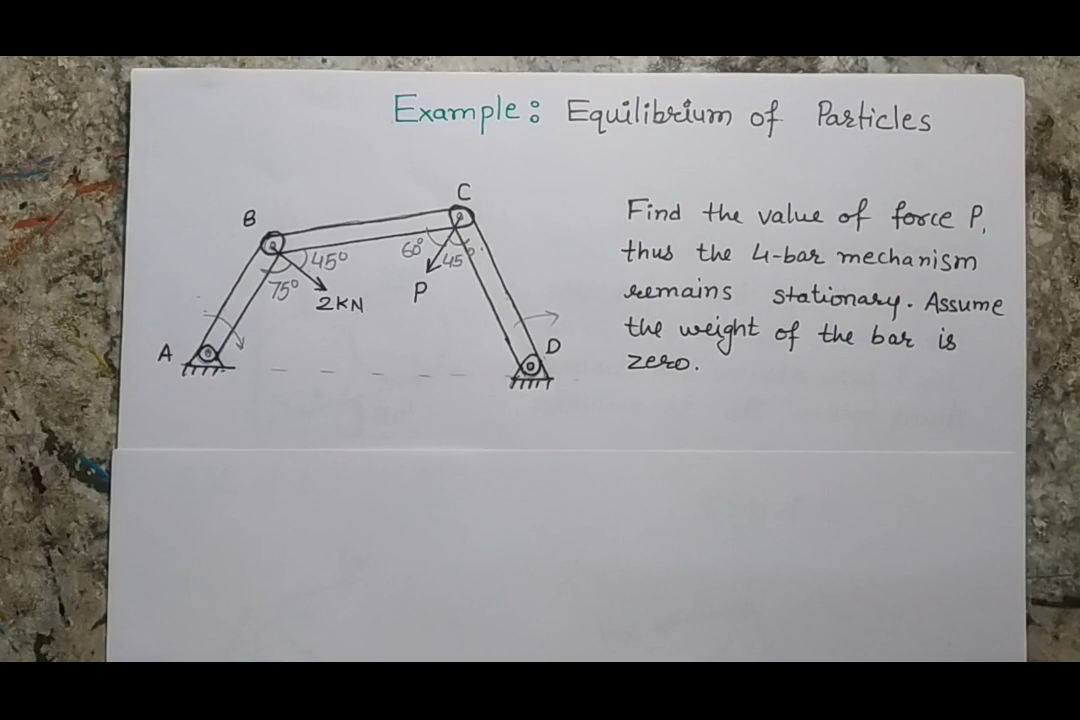 Example: Equilibrium of Particles
C
B
Find the value of force P,
thus the 4-bar mechanism
remains stationary. Assume
the weight of the bar is
zero.
60°
45°
45°
75°
P
2KN
A
D